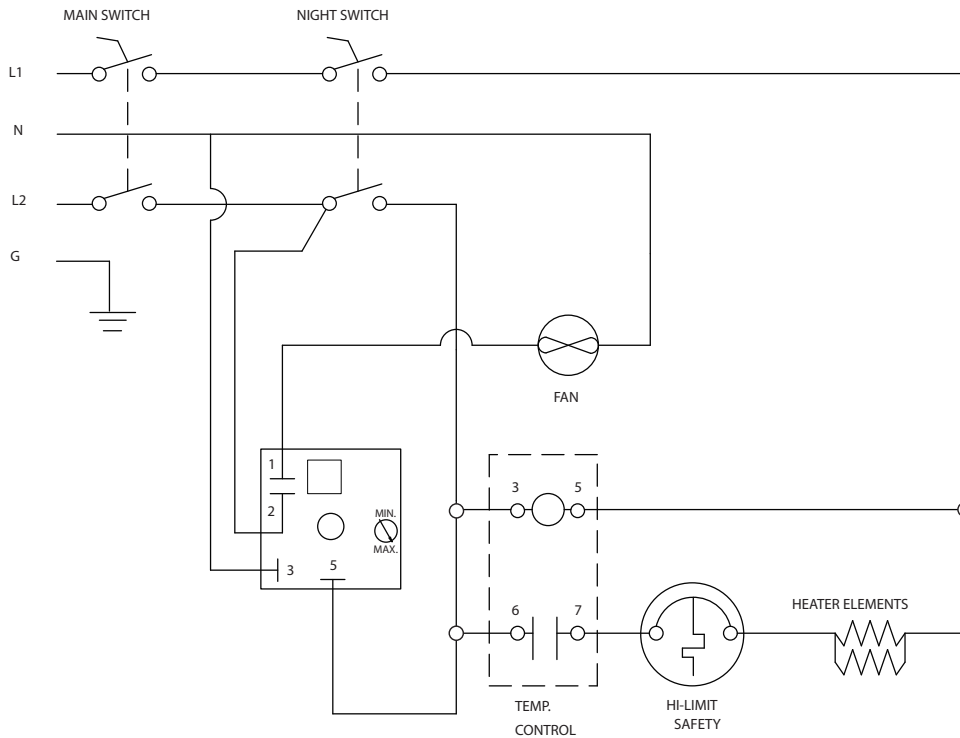 MAIN SWITCH
NIGHT SWITCH
L1
N
L2
G
FAN
1
2
MIN.
MAX.
3
5
3
5
6
7
HEATER ELEMENTS
TEMP.
CONTROL
HI-LIMIT
SAFETY